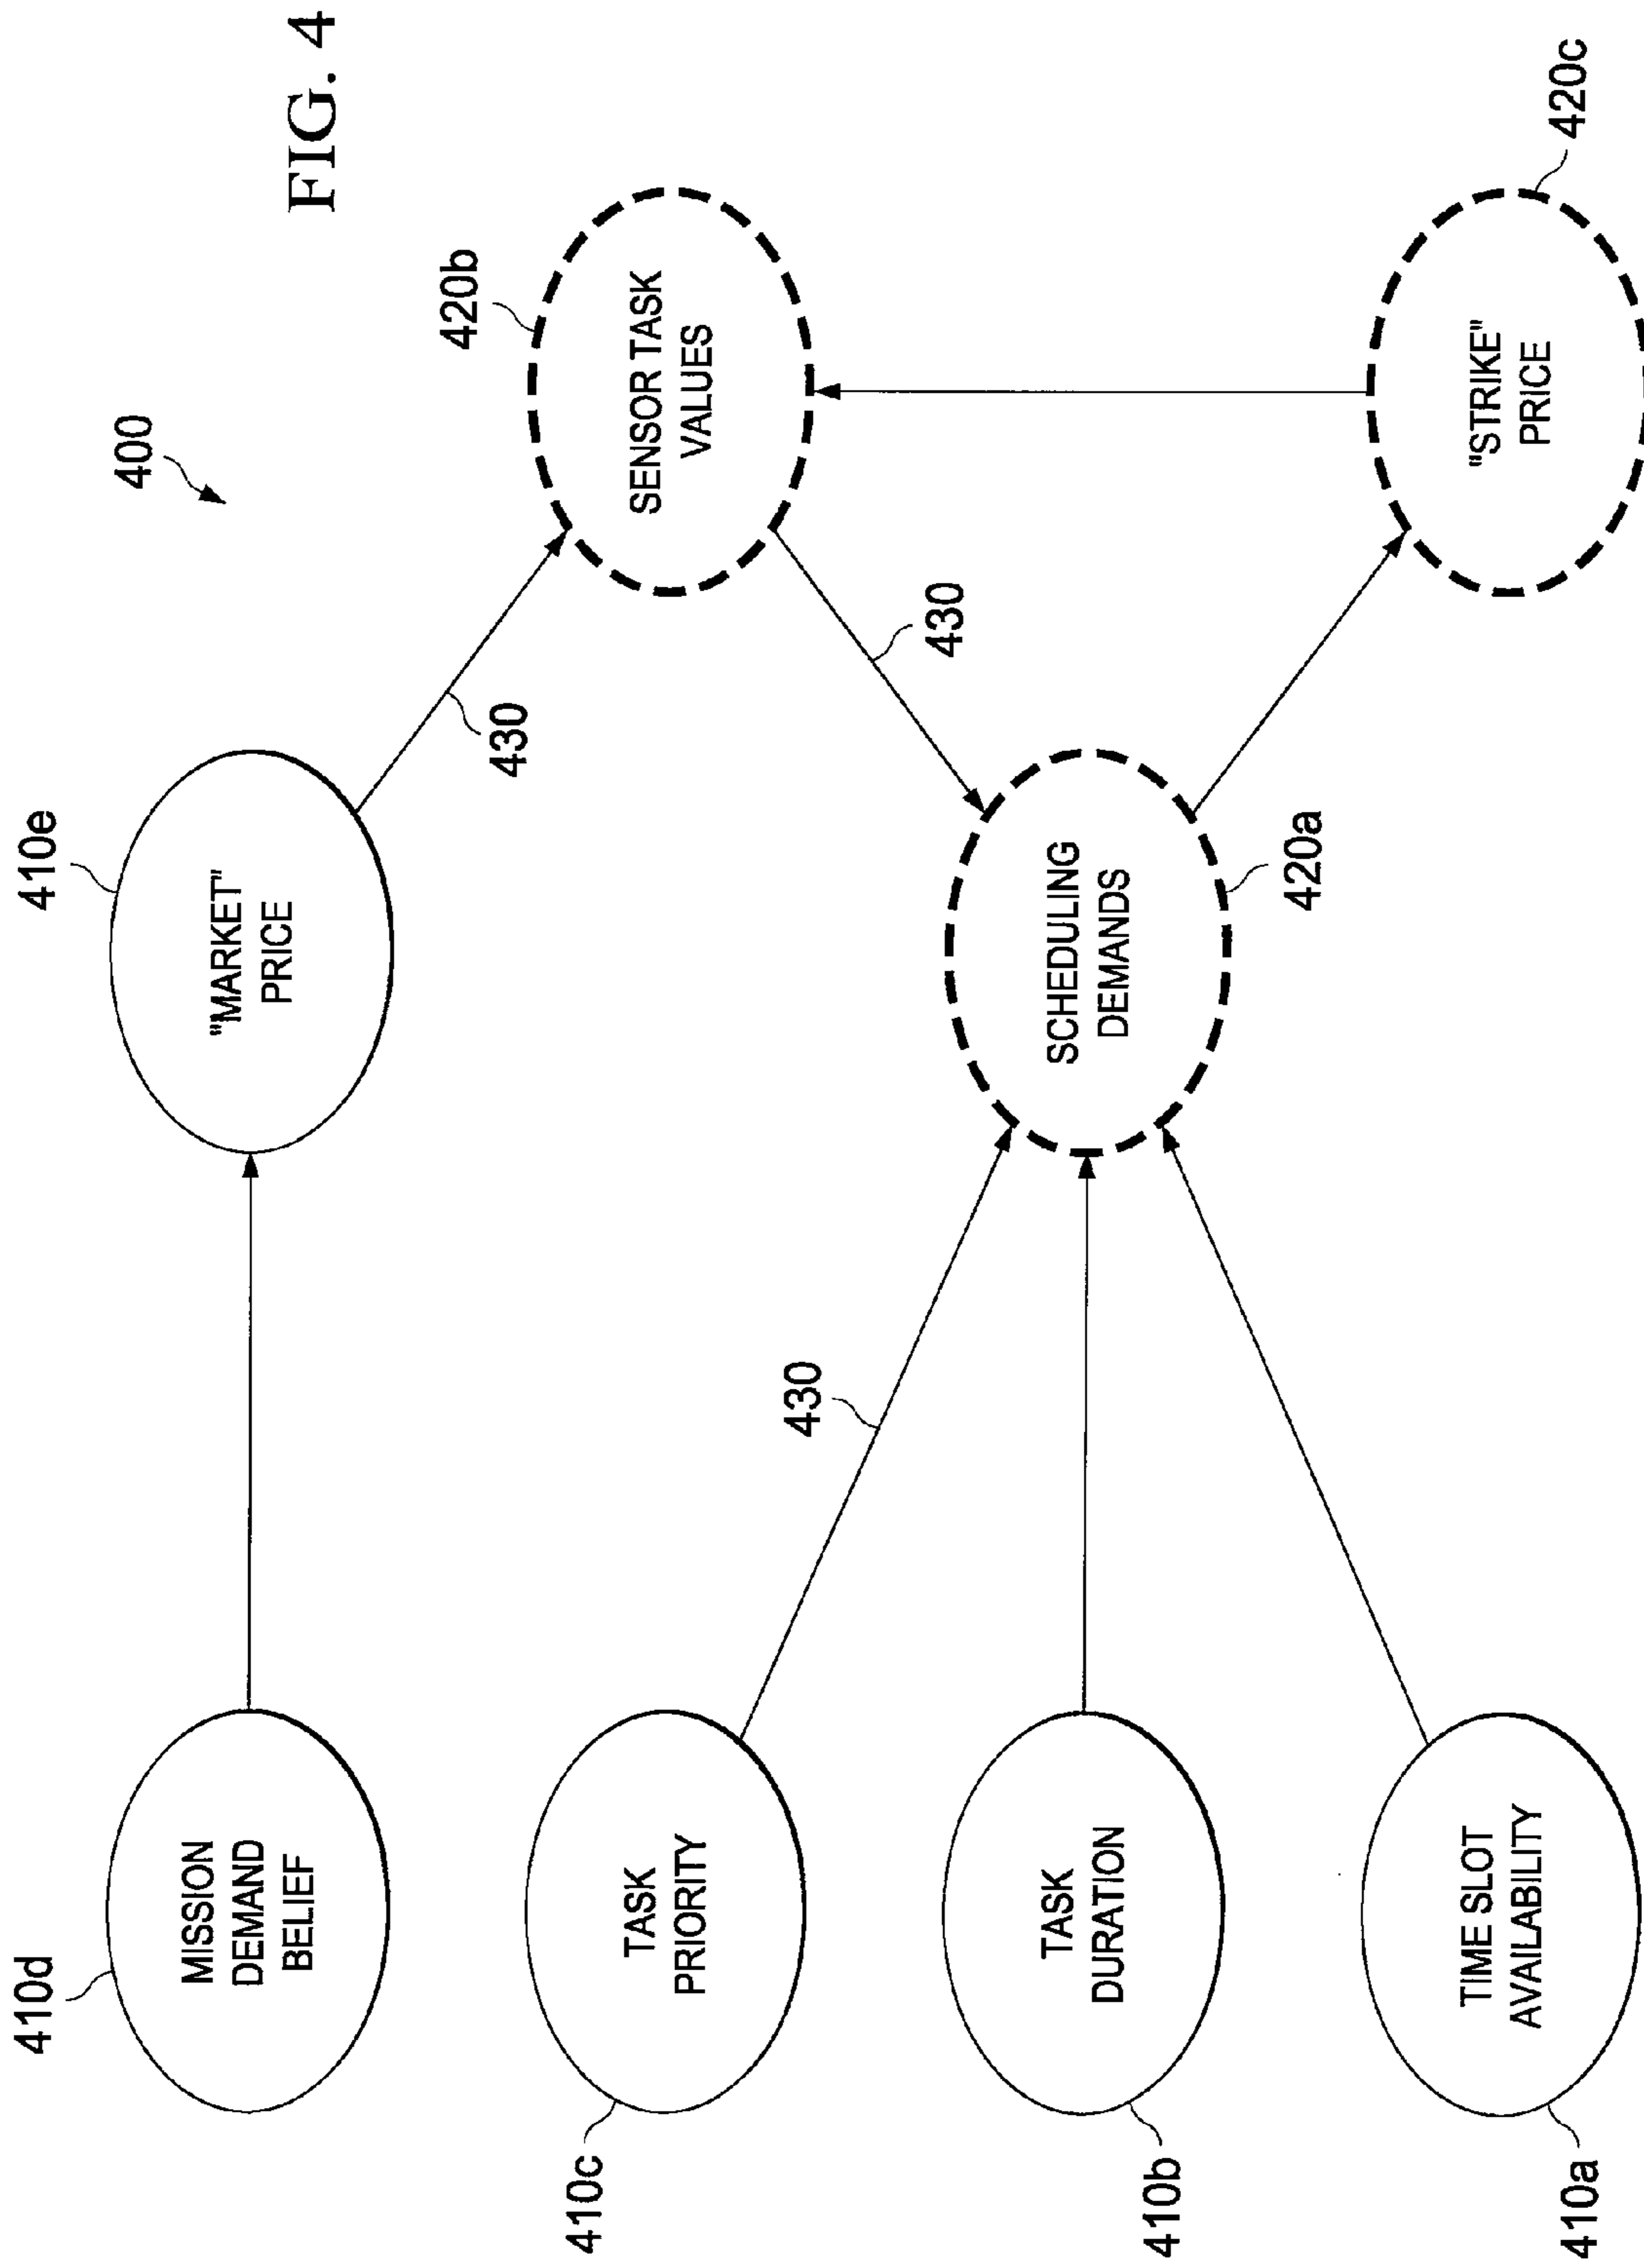 FIG. 4
400
410d
MISSION
DEMAND
BELIEF
410e
"MARKET"
PRICE
430
420b
SENSOR TASK
VALUES
410c
TASK
PRIORITY
430
430
410b
TASK
DURATION
SCHEDULING
DEMANDS
420a
410a
TIME SLOT
AVAILABILITY
"STRIKE"
PRICE
420c